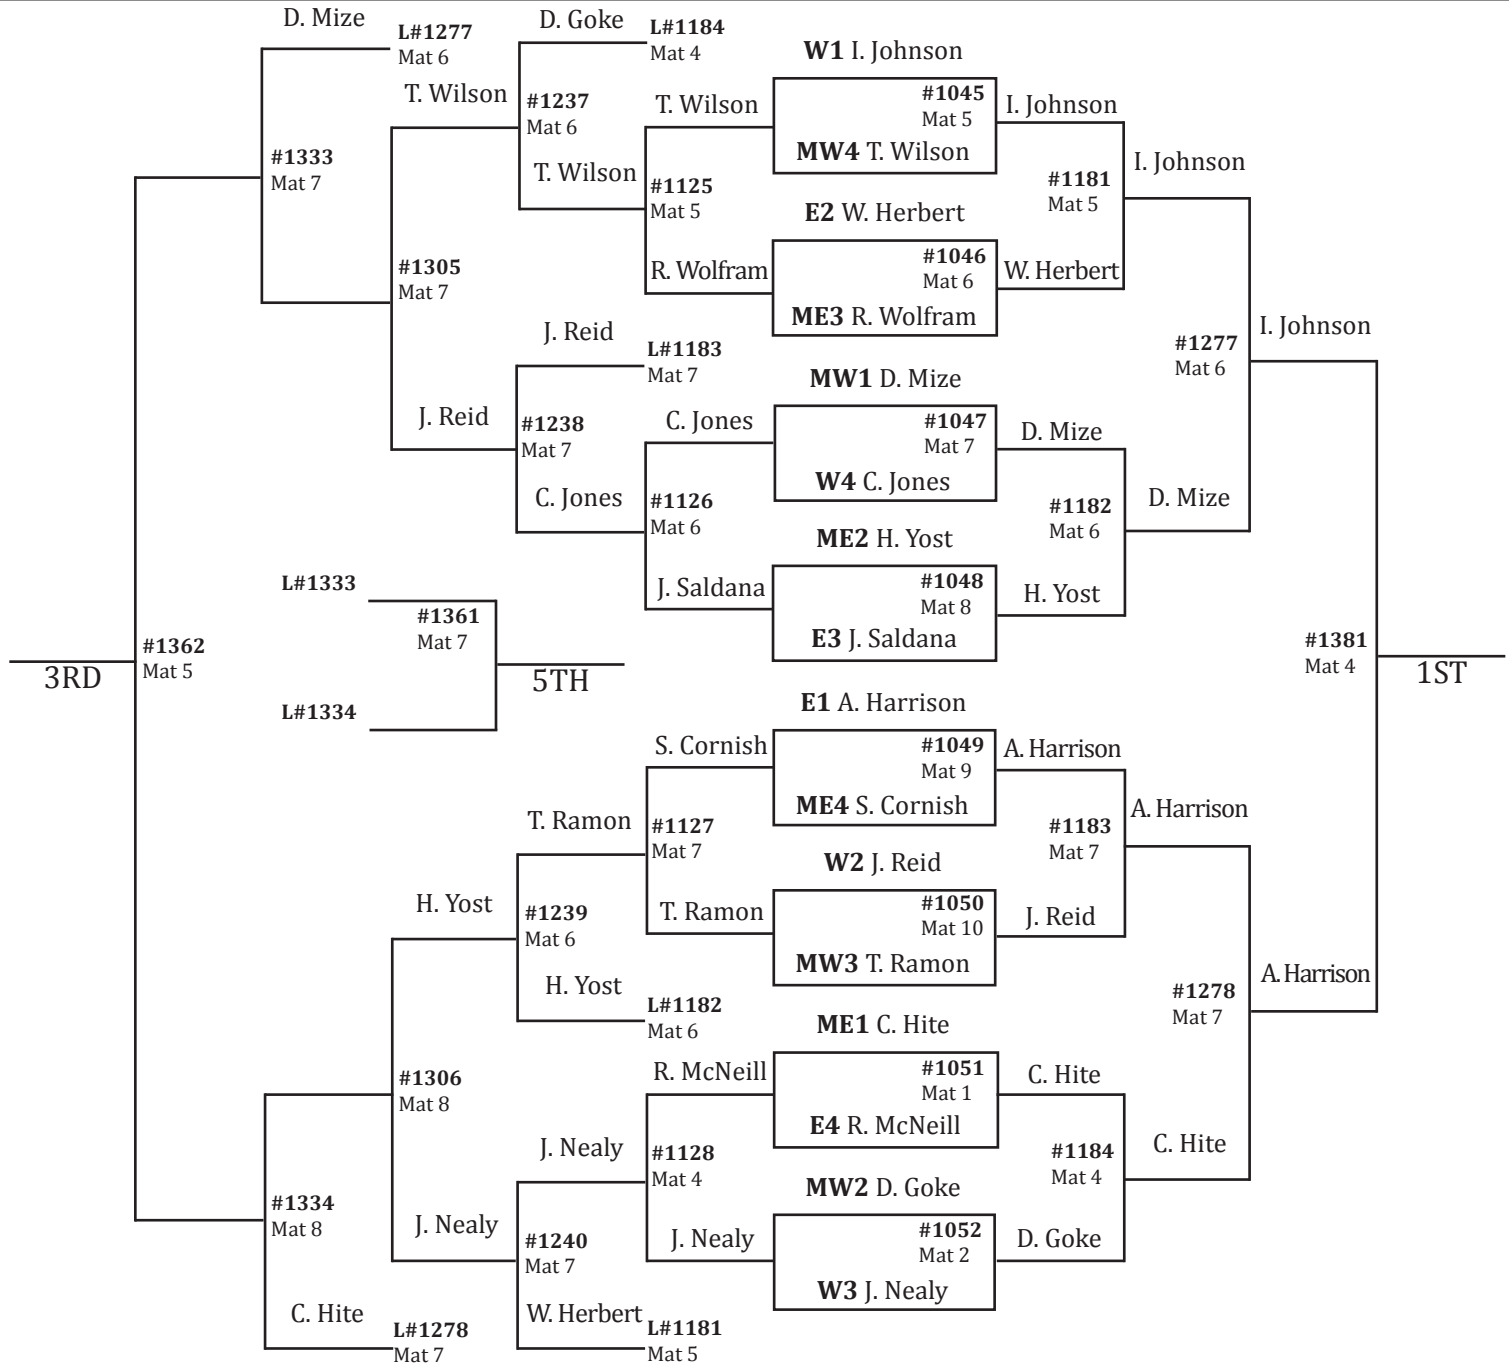 D. Mize
D. Goke
L#1277
Mat 6
L#1184
Mat 4
W1 I. Johnson
T. Wilson
#1237
Mat 6
T. Wilson
#1045
Mat 5
I. Johnson
MW4 T. Wilson
#1333
Mat 7
T. Wilson
#1125
Mat 5
#1181
Mat 5
I. Johnson
E2 W. Herbert
#1305
Mat 7
R. Wolfram
#1046
Mat 6
W. Herbert
ME3 R. Wolfram
J. Reid
L#1183
Mat 7
#1277
Mat 6
I. Johnson
MW1 D. Mize
J. Reid
#1238
Mat 7
C. Jones
#1047
Mat 7
D. Mize
W4 C. Jones
C. Jones
#1126
Mat 6
#1182
Mat 6
D. Mize
ME2 H. Yost
L#1333
J. Saldana
#1048
Mat 8
H. Yost
#1361
Mat 7
E3 J. Saldana
#1362
Mat 5
3RD
5TH
#1381
Mat 4
1ST
L#1334
E1 A. Harrison
S. Cornish
#1049
Mat 9
A. Harrison
ME4 S. Cornish
T. Ramon
#1127
Mat 7
#1183
Mat 7
A. Harrison
W2 J. Reid
H. Yost
#1239
Mat 6
T. Ramon
#1050
Mat 10
J. Reid
MW3 T. Ramon
H. Yost
L#1182
Mat 6
#1278
Mat 7
A. Harrison
ME1 C. Hite
#1306
Mat 8
R. McNeill
#1051
Mat 1
C. Hite
E4 R. McNeill
J. Nealy
#1128
Mat 4
#1184
Mat 4
C. Hite
MW2 D. Goke
#1334
Mat 8
J. Nealy
#1240
Mat 7
J. Nealy
#1052
Mat 2
D. Goke
W3 J. Nealy
C. Hite
L#1278
Mat 7
W. Herbert
L#1181
Mat 5